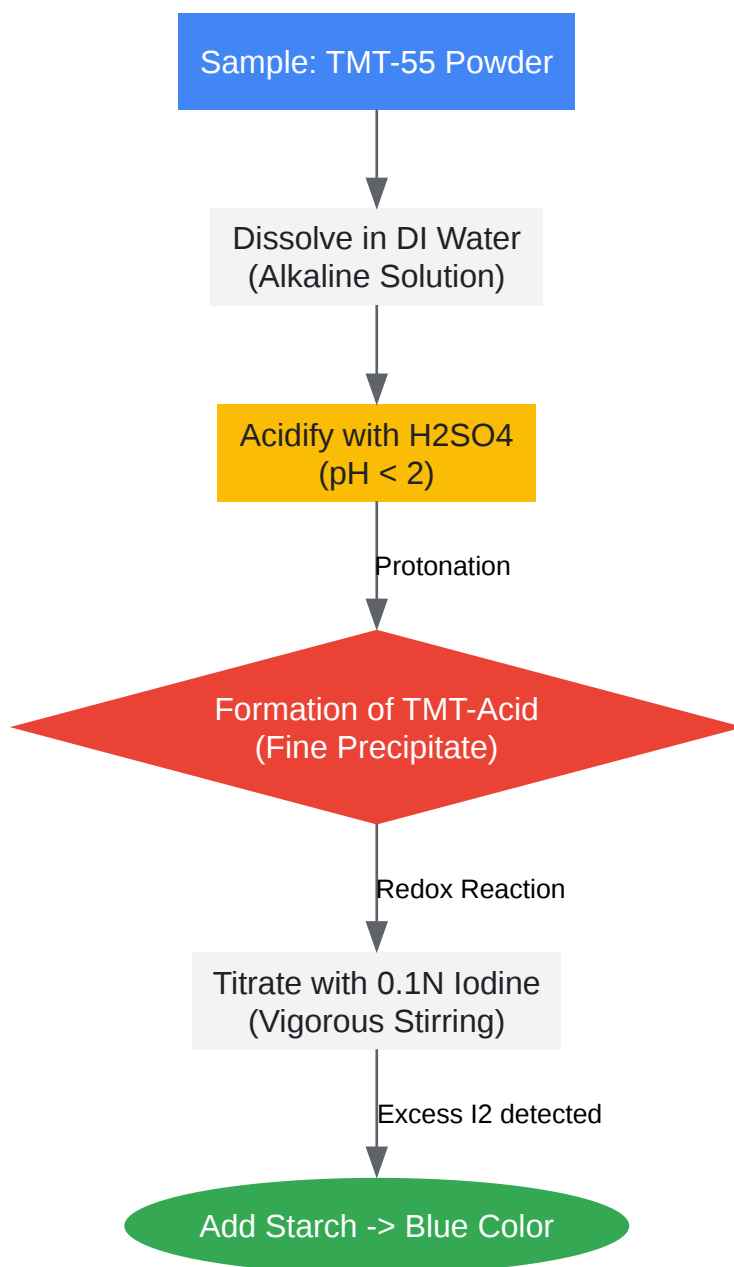 Sample: TMT-55 Powder
Dissolve in DI Water
(Alkaline Solution)
Acidify with H2SO4
(pH < 2)
Protonation
Formation of TMT-Acid
(Fine Precipitate)
Redox Reaction
Titrate with 0.1N Iodine
(Vigorous Stirring)
Excess I2 detected
Add Starch -> Blue Color